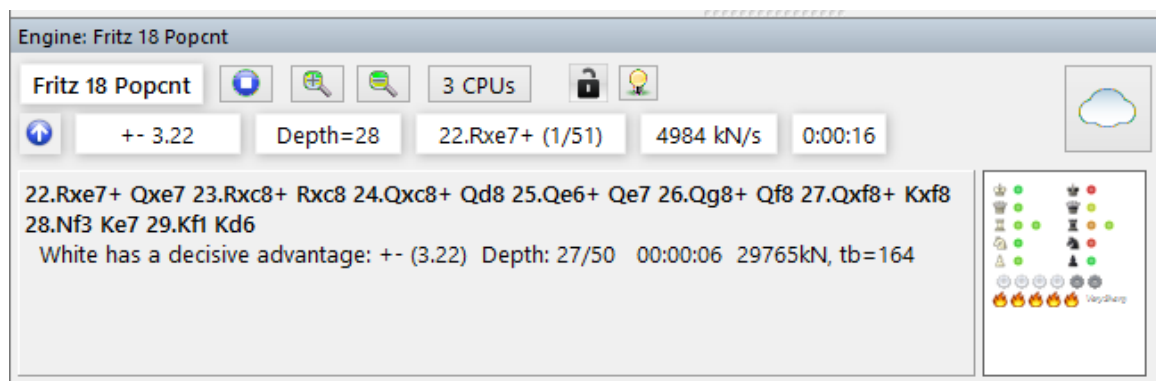 Engine: Fritz 18 Popcnt
Fritz 18 Popcnt 3 CPUs
+- 3.22 Depth=28 22.Rxe7+ (1/51) 4984 kN/s 0:00:16
22.Rxe7+ Qxe7 23.Rxc8+ Rxc8 24.Qxc8+ Qd8 25.Qe6+ Qe7 26.Qg8+ Qf8 27.Qxf8+ Kxf8
28.Nf3 Ke7 29.Kf1 Kd6
White has a decisive advantage: +- (3.22) Depth: 27/50 00:00:06 29765kN, tb=164
Very Sharp